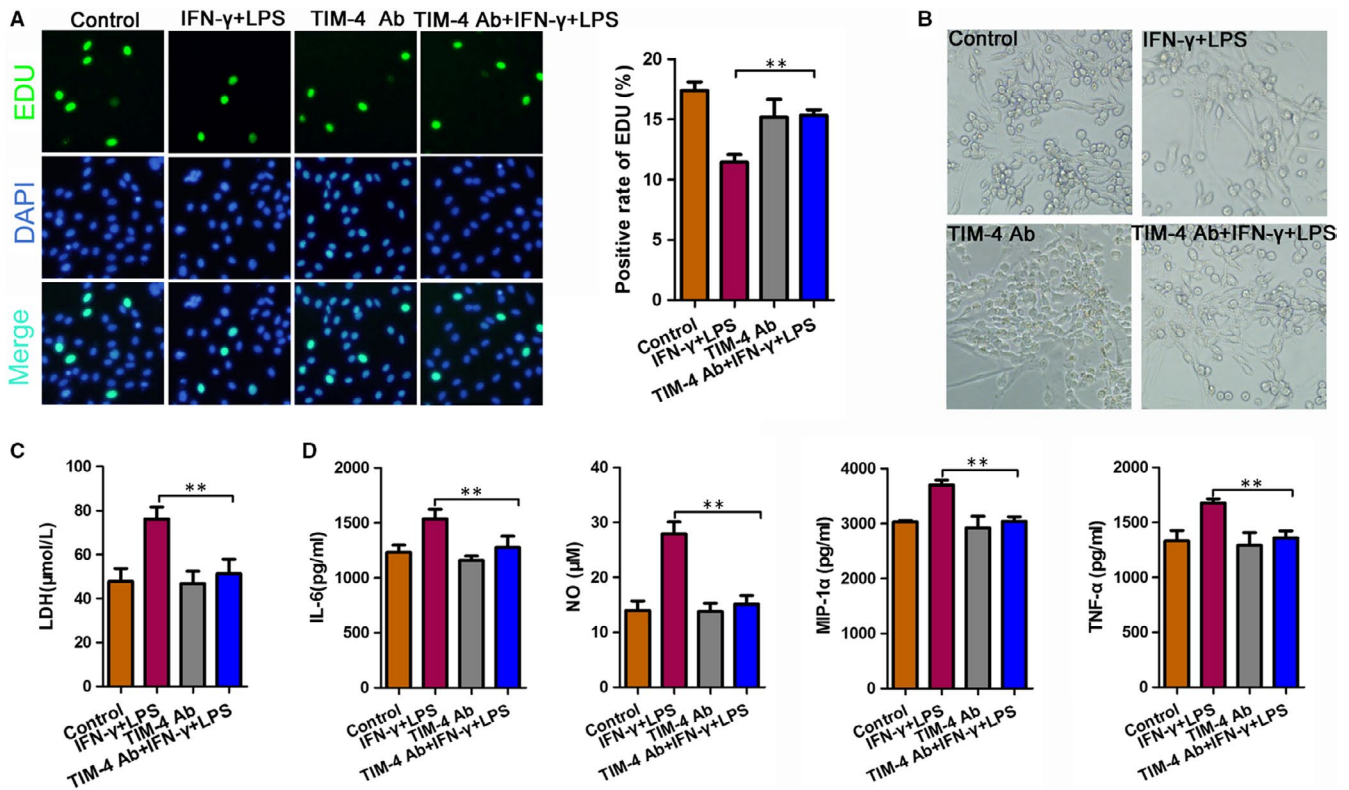 A
Control IFN-γ+LPS TIM-4 Ab TIM-4 Ab+IFN-γ+LPS
EDU
DAPI
Merge
Positive rate of EDU (%)
20
15
10
5
0
**
Control
IFN-γ+LPS
TIM-4 Ab
TIM-4 Ab+IFN-γ+LPS
B
Control IFN-γ+LPS
TIM-4 Ab TIM-4 Ab+IFN-γ+LPS
C
LDH(μmol/L)
100
80
60
40
20
0
**
Control
IFN-γ+LPS
TIM-4 Ab
TIM-4 Ab+IFN-γ+LPS
D
IL-6(pg/ml)
2000
1500
1000
500
0
**
Control
IFN-γ+LPS
TIM-4 Ab
TIM-4 Ab+IFN-γ+LPS
NO (μM)
40
30
20
10
0
**
Control
IFN-γ+LPS
TIM-4 Ab
TIM-4 Ab+IFN-γ+LPS
MIP-1α (pg/ml)
4000
3000
3000
1000
0
**
Control
IFN-γ+LPS
TIM-4 Ab
TIM-4 Ab+IFN-γ+LPS
TNF-α (pg/ml)
2000
1500
1000
500
0
**
Control
IFN-γ+LPS
TIM-4 Ab
TIM-4 Ab+IFN-γ+LPS